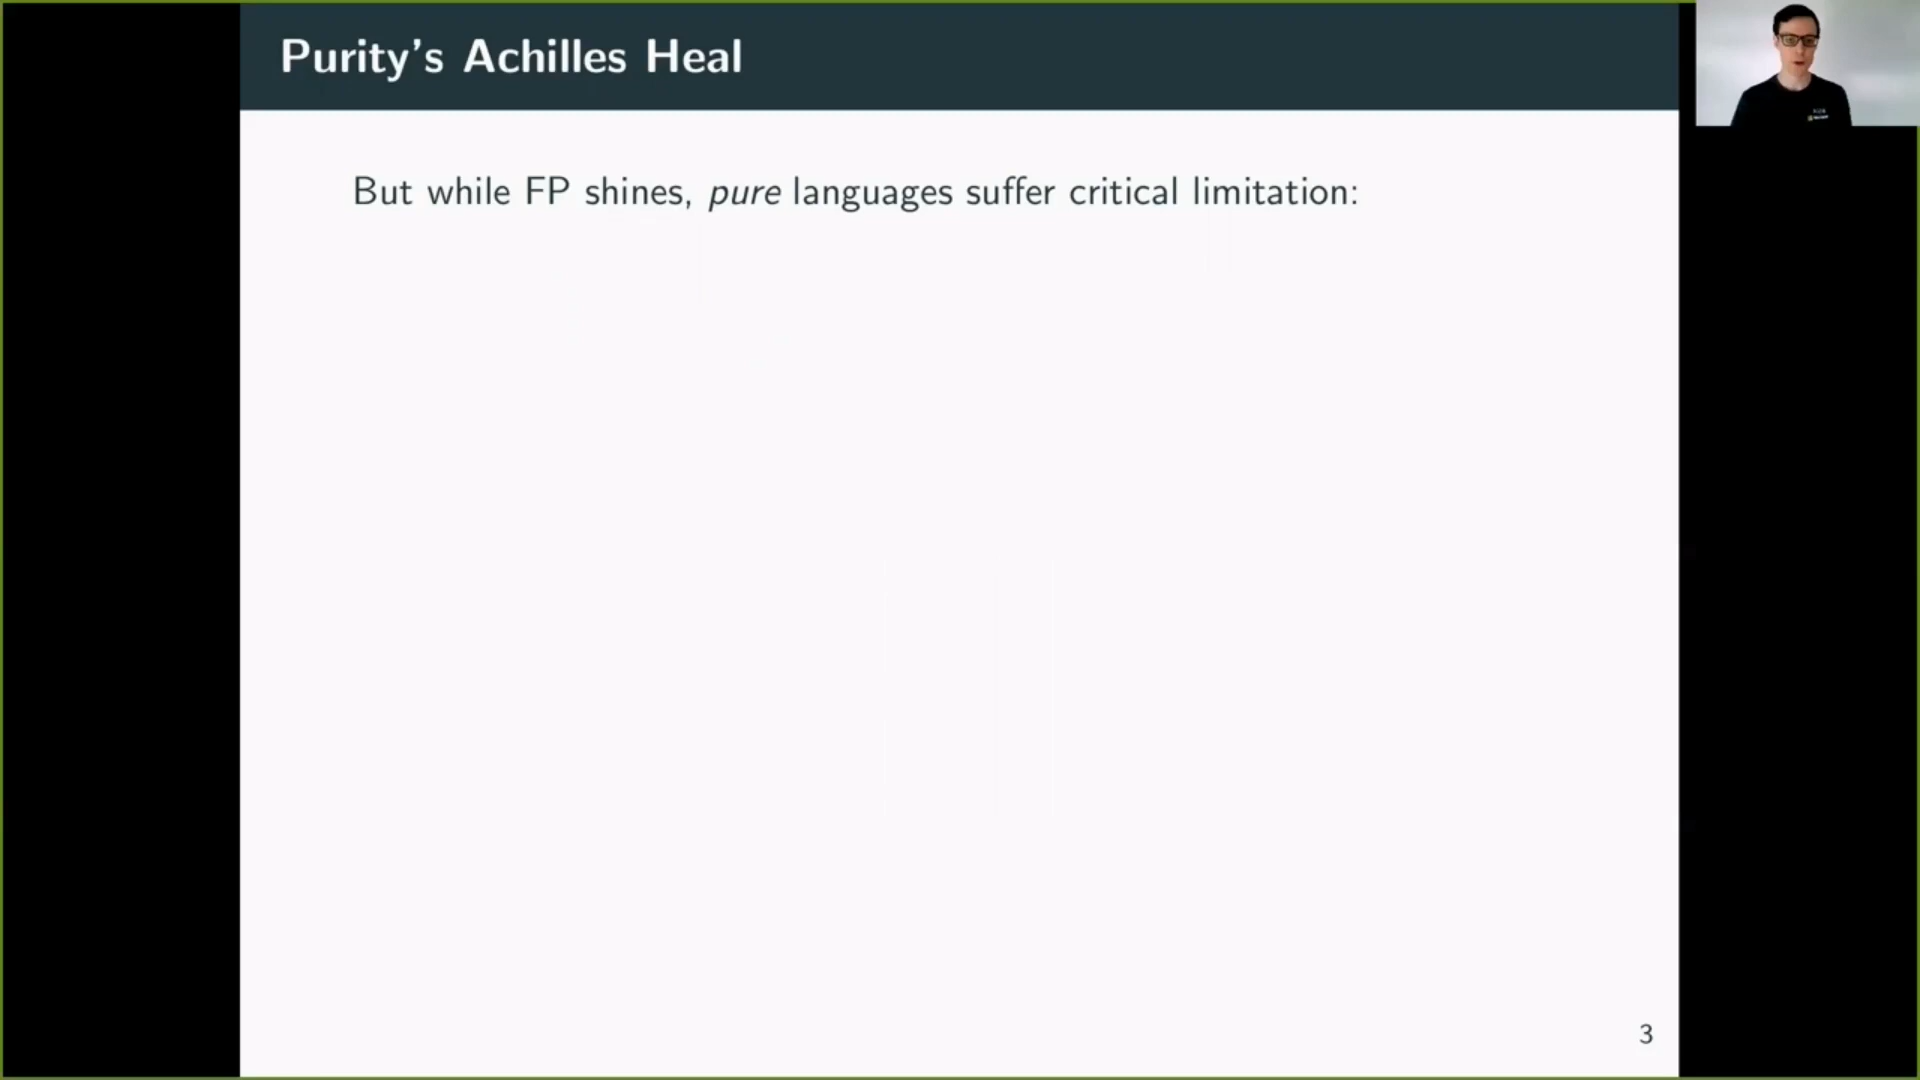 Purity's Achilles Heal
But while FP shines, pure languages suffer critical limitation:
3